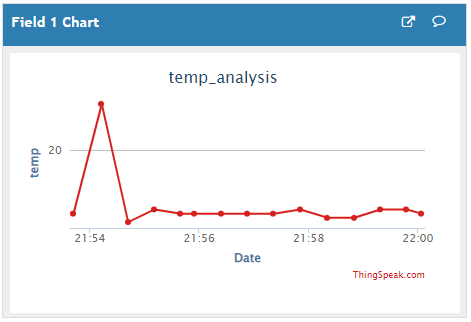 Field 1 Chart
temp_analysis
temp
20
21:54 21:56 21:58 22:00
Date
ThingSpeak.com